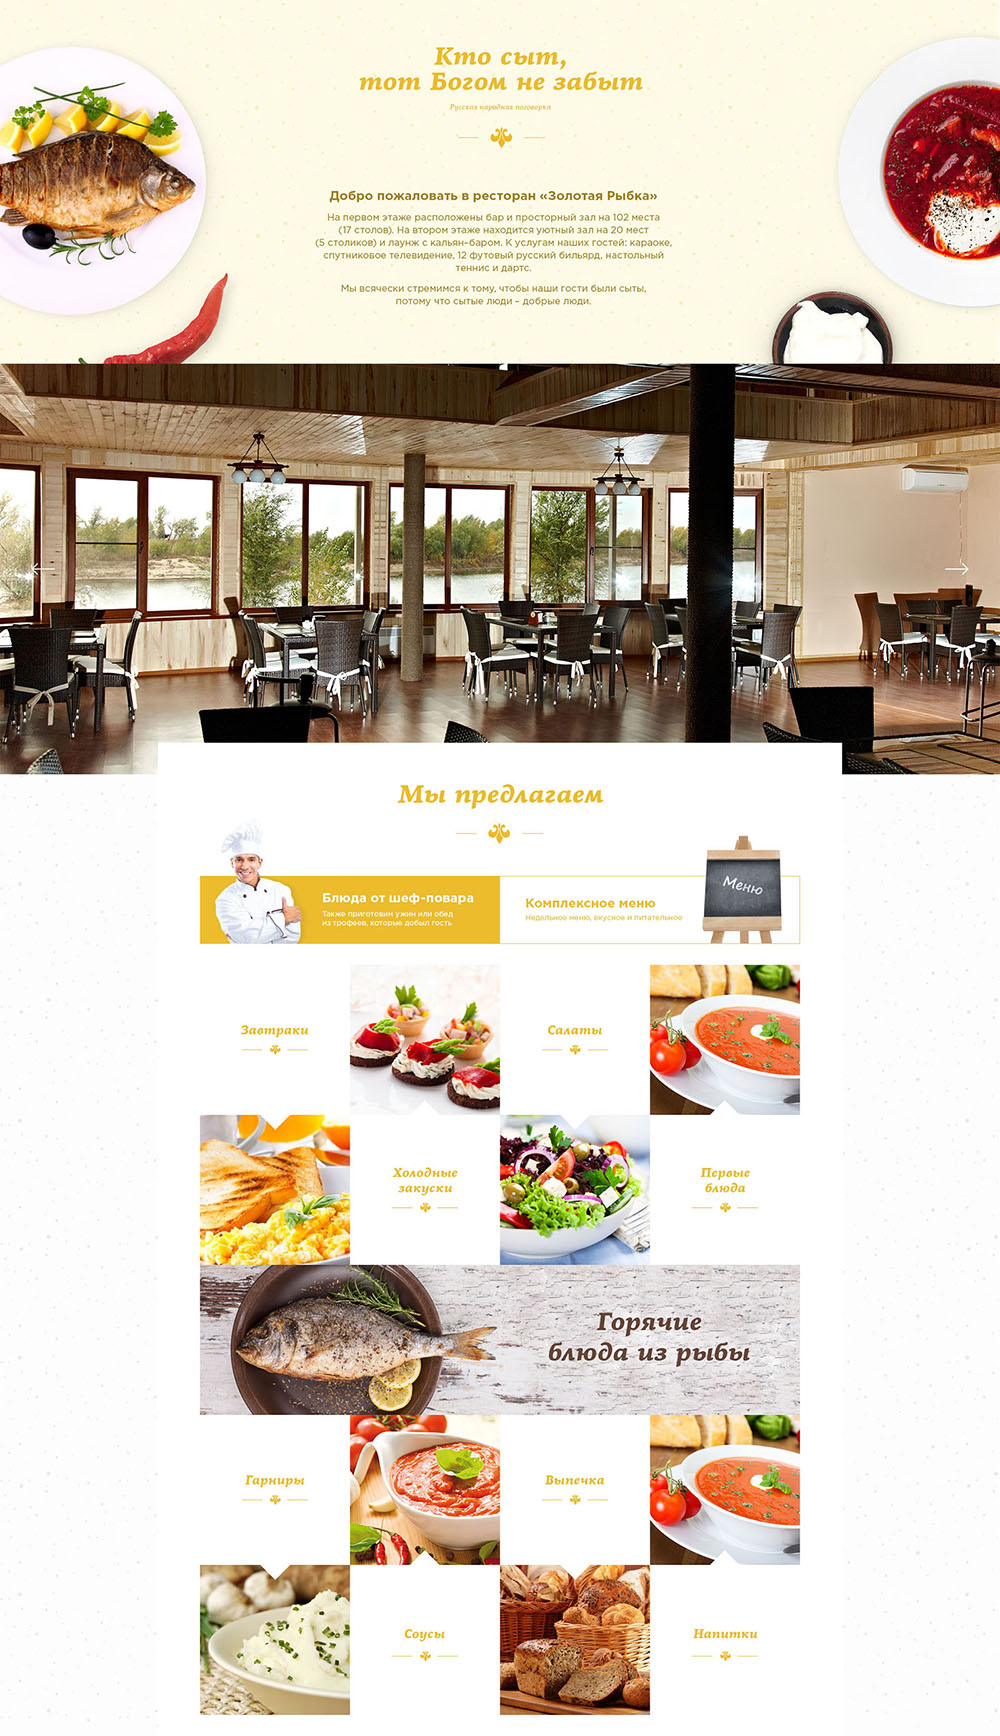 Кто сыт,
тот Богом не забыт
Русская народная поговорка
Добро пожаловать в ресторан «Золотая Рыбка»
На первом этаже расположены бар и просторный зал на 102 места
(17 столов). На втором этаже находится уютный зал на 20 мест
(5 столиков) и лаунж с кальян–баром. К услугам наших гостей: караоке,
спутниковое телевидение, 12 футовый русский бильярд, настольный
теннис и дартс.
Мы всячески стремимся к тому, чтобы наши гости были сыты,
потому что сытые люди – добрые люди.
Мы предлагаем
Блюда от шеф-повара
Также приготовим ужин или обед
из трофеев, которые добыл гость
Комплексное меню
Недельное меню, вкусное и питательное
Меню
Завтраки
Салаты
Холодные
закуски
Первые
блюда
Горячие
блюда из рыбы
Гарниры
Выпечка
Соусы
Напитки